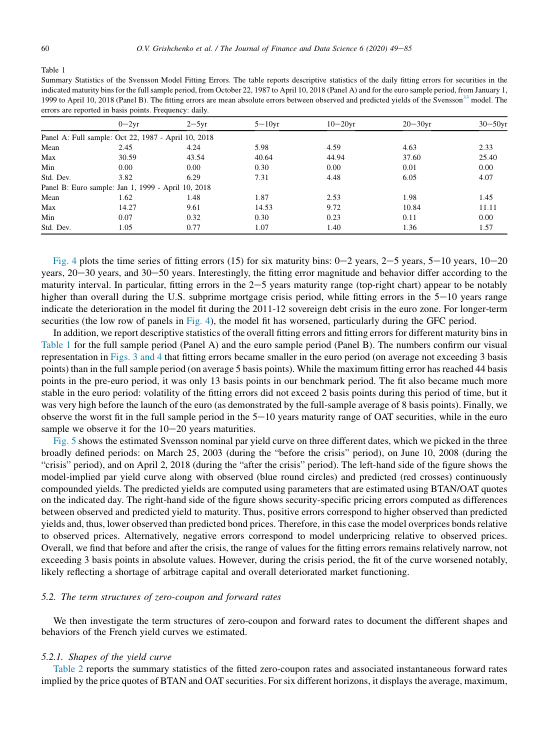 60
O.V. Grishchenko et al. / The Journal of Finance and Data Science 6 (2020) 49–85
Table 1
Summary Statistics of the Svensson Model Fitting Errors. The table reports descriptive statistics of the daily fitting errors for securities in the
indicated maturity bins for the full sample period, from October 22, 1987 to April 10, 2018 (Panel A) and for the euro sample period, from January 1,
1999 to April 10, 2018 (Panel B). The fitting errors are mean absolute errors between observed and predicted yields of the Svensson model. The
errors are reported in basis points. Frequency: daily.
0–2yr 2–5yr 5–10yr 10–20yr 20–30yr 30–50yr
Panel A: Full sample: Oct 22, 1987 - April 10, 2018
Mean 2.45 4.24 5.98 4.59 4.63 2.33
Max 30.59 43.54 40.64 44.94 37.60 25.40
Min 0.00 0.00 0.30 0.00 0.01 0.00
Std. Dev. 3.82 6.29 7.31 4.48 6.05 4.07
Panel B: Euro sample: Jan 1, 1999 - April 10, 2018
Mean 1.62 1.48 1.87 2.53 1.98 1.45
Max 14.27 9.61 14.53 9.72 10.84 11.11
Min 0.07 0.32 0.30 0.23 0.11 0.00
Std. Dev. 1.05 0.77 1.07 1.40 1.36 1.57
Fig. 4 plots the time series of fitting errors (15) for six maturity bins: 0–2 years, 2–5 years, 5–10 years, 10–20
years, 20–30 years, and 30–50 years. Interestingly, the fitting error magnitude and behavior differ according to the
maturity interval. In particular, fitting errors in the 2–5 years maturity range (top-right chart) appear to be notably
higher than overall during the U.S. subprime mortgage crisis period, while fitting errors in the 5–10 years range
indicate the deterioration in the model fit during the 2011-12 sovereign debt crisis in the euro zone. For longer-term
securities (the low row of panels in Fig. 4), the model fit has worsened, particularly during the GFC period.
In addition, we report descriptive statistics of the overall fitting errors and fitting errors for different maturity bins in
Table 1 for the full sample period (Panel A) and the euro sample period (Panel B). The numbers confirm our visual
representation in Figs. 3 and 4 that fitting errors became smaller in the euro period (on average not exceeding 3 basis
points) than in the full sample period (on average 5 basis points). While the maximum fitting error has reached 44 basis
points in the pre-euro period, it was only 13 basis points in our benchmark period. The fit also became much more
stable in the euro period: volatility of the fitting errors did not exceed 2 basis points during this period of time, but it
was very high before the launch of the euro (as demonstrated by the full-sample average of 8 basis points). Finally, we
observe the worst fit in the full sample period in the 5–10 years maturity range of OAT securities, while in the euro
sample we observe it for the 10–20 years maturities.
Fig. 5 shows the estimated Svensson nominal par yield curve on three different dates, which we picked in the three
broadly defined periods: on March 25, 2003 (during the “before the crisis” period), on June 10, 2008 (during the
“crisis” period), and on April 2, 2018 (during the “after the crisis” period). The left-hand side of the figure shows the
model-implied par yield curve along with observed (blue round circles) and predicted (red crosses) continuously
compounded yields. The predicted yields are computed using parameters that are estimated using BTAN/OAT quotes
on the indicated day. The right-hand side of the figure shows security-specific pricing errors computed as differences
between observed and predicted yield to maturity. Thus, positive errors correspond to higher observed than predicted
yields and, thus, lower observed than predicted bond prices. Therefore, in this case the model overprices bonds relative
to observed prices. Alternatively, negative errors correspond to model underpricing relative to observed prices.
Overall, we find that before and after the crisis, the range of values for the fitting errors remains relatively narrow, not
exceeding 3 basis points in absolute values. However, during the crisis period, the fit of the curve worsened notably,
likely reflecting a shortage of arbitrage capital and overall deteriorated market functioning.
5.2. The term structures of zero-coupon and forward rates
We then investigate the term structures of zero-coupon and forward rates to document the different shapes and
behaviors of the French yield curves we estimated.
5.2.1. Shapes of the yield curve
Table 2 reports the summary statistics of the fitted zero-coupon rates and associated instantaneous forward rates
implied by the price quotes of BTAN and OAT securities. For six different horizons, it displays the average, maximum,